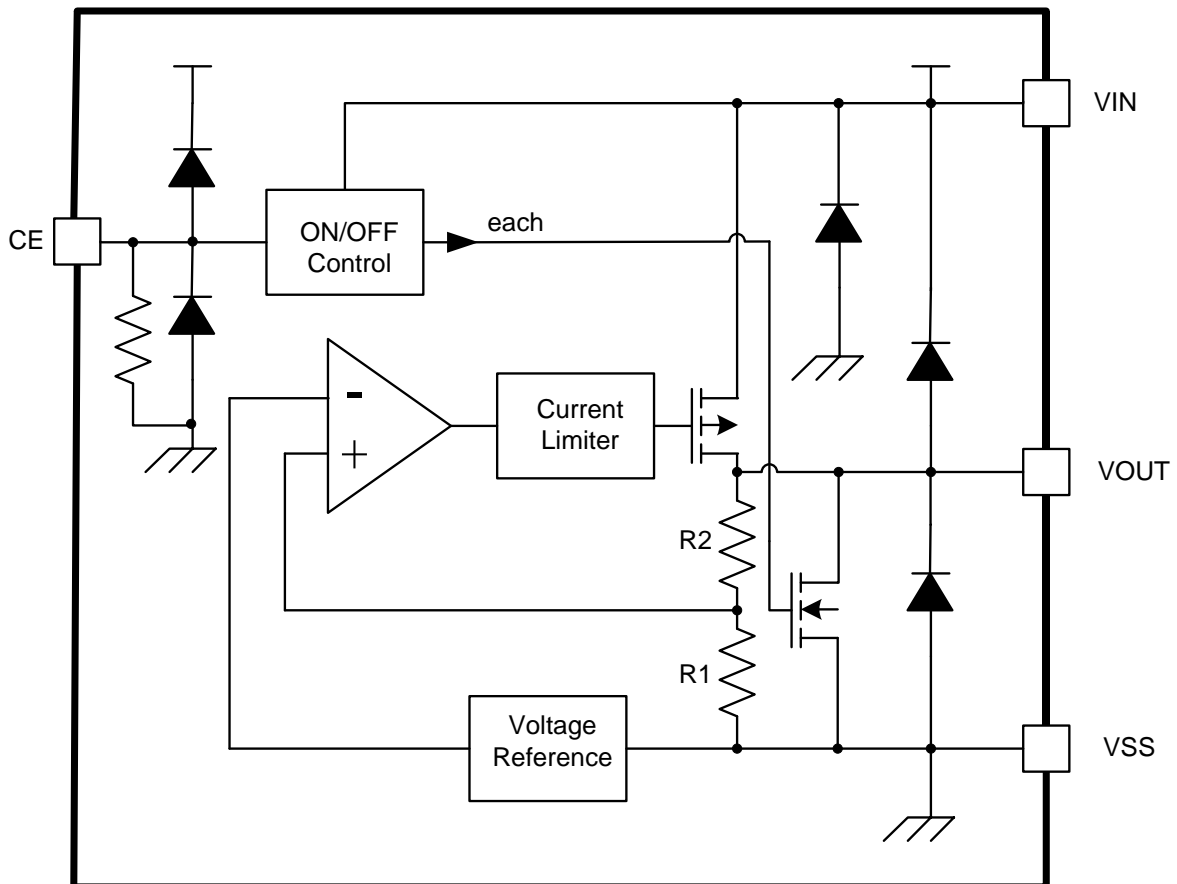 VIN
CE
ON/OFF
Control
each
-
+
Current
Limiter
VOUT
R2
R1
Voltage
Reference
VSS